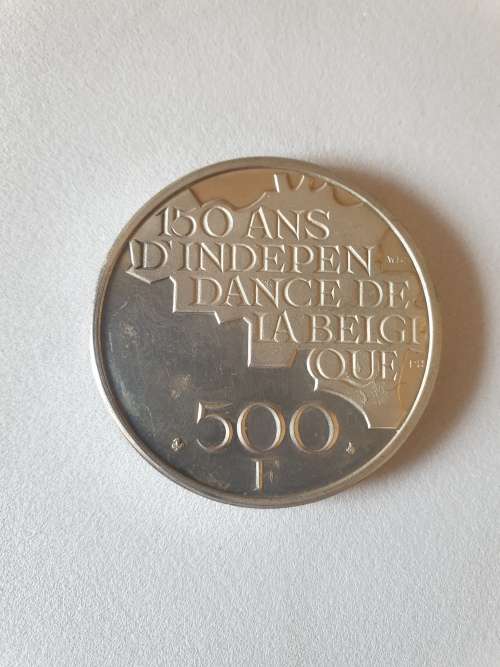 150 ANS
D'INDEPEN
DANCE DE
LA BELGI
QUE
500
F